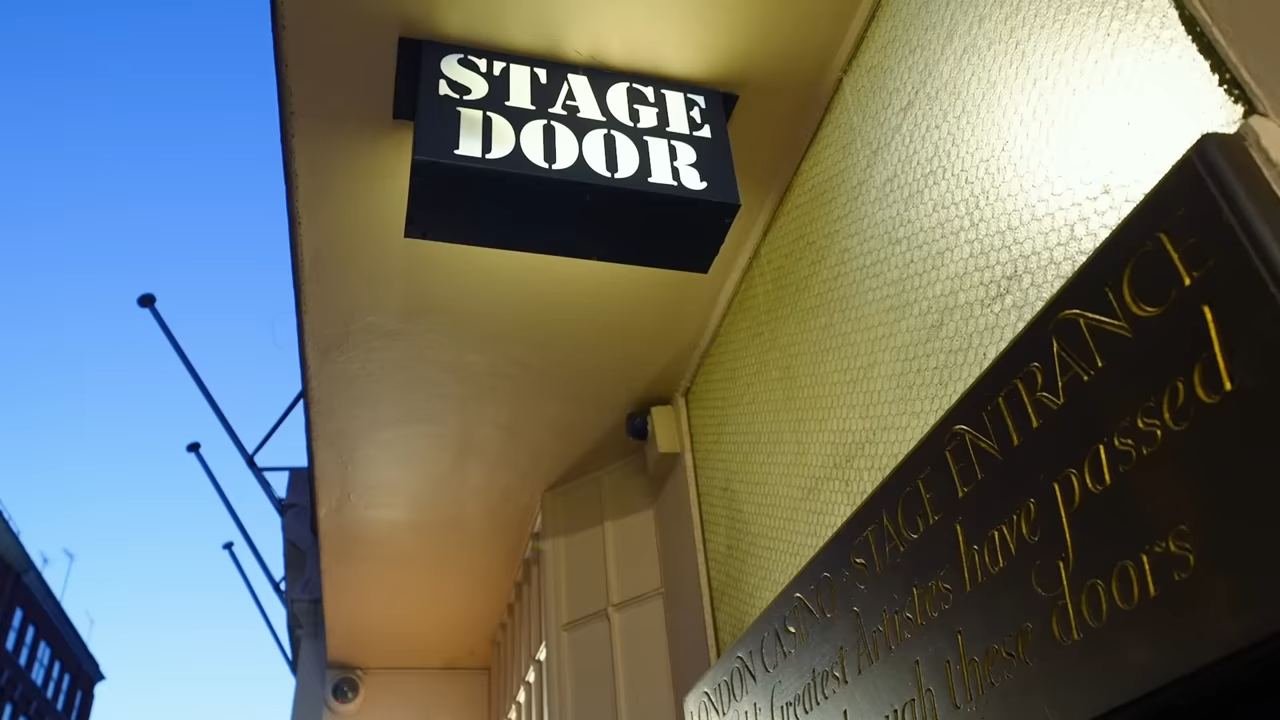 STAGE
DOOR
LONDON CASINO STAGE ENTRANCE
Greatest Artistes have passed
these doors